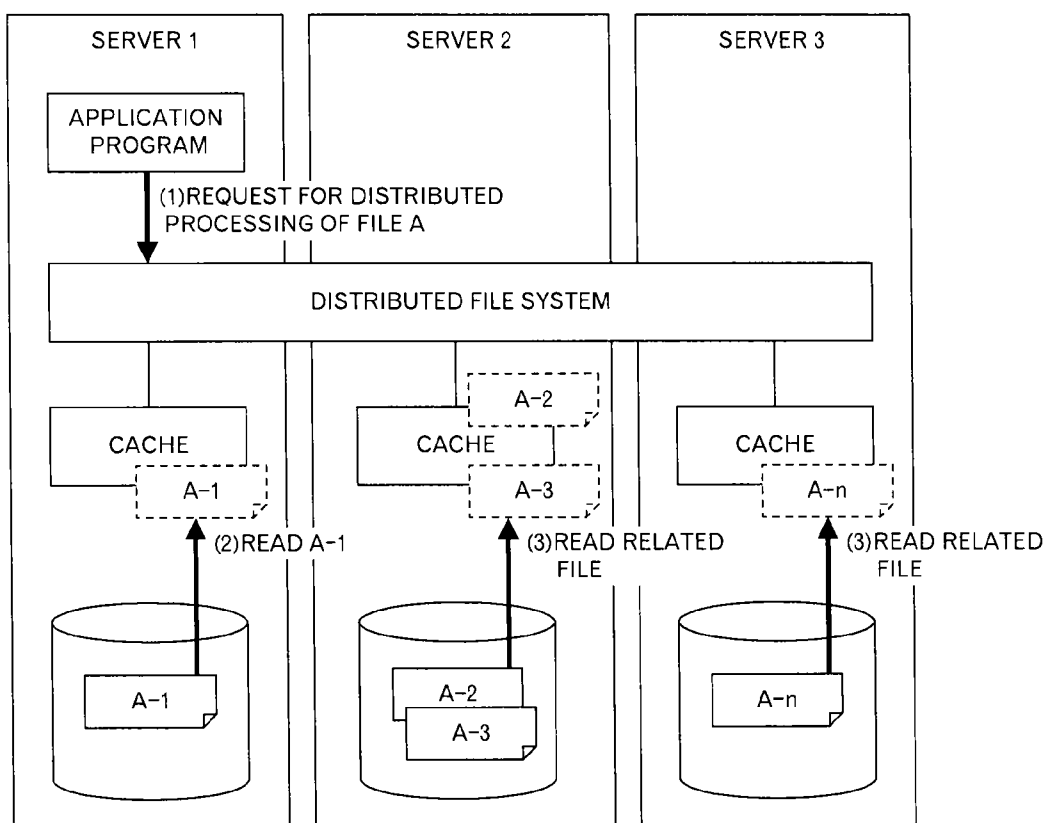 SERVER 1
SERVER 2
SERVER 3
APPLICATION
PROGRAM
(1)REQUEST FOR DISTRIBUTED
PROCESSING OF FILE A
DISTRIBUTED FILE SYSTEM
CACHE
A-1
A-2
CACHE
A-3
CACHE
A-n
(2)READ A-1
(3)READ RELATED
FILE
(3)READ RELATED
FILE
A-1
A-2
A-3
A-n